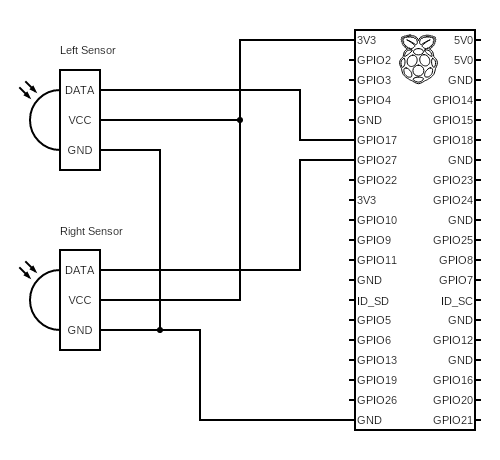 Left Sensor
DATA
VCC
GND
Right Sensor
DATA
VCC
GND
3V3 5V0
GPIO2 5V0
GPIO3 GND
GPIO4 GPIO14
GND GPIO15
GPIO17 GPIO18
GPIO27 GND
GPIO22 GPIO23
3V3 GPIO24
GPIO10 GND
GPIO9 GPIO25
GPIO11 GPIO8
GND GPIO7
ID_SD ID_SC
GPIO5 GND
GPIO6 GPIO12
GPIO13 GND
GPIO19 GPIO16
GPIO26 GPIO20
GND GPIO21